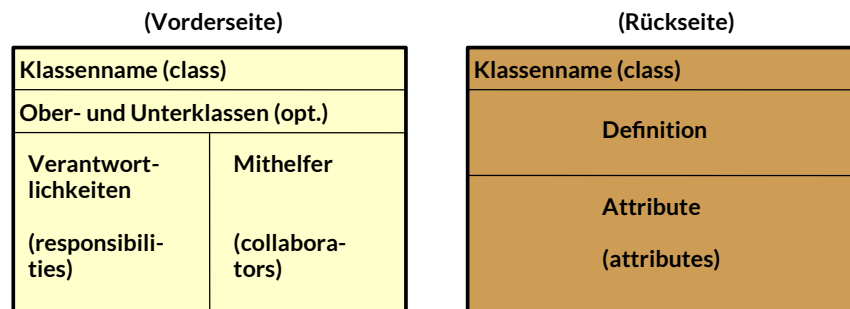 (Vorderseite)
Klassenname (class)
Ober- und Unterklassen (opt.)
Verantwort-
lichkeiten
(responsibili-
ties)
Mithelfer
(collabora-
tors)
(Rückseite)
Klassenname (class)
Definition
Attribute
(attributes)